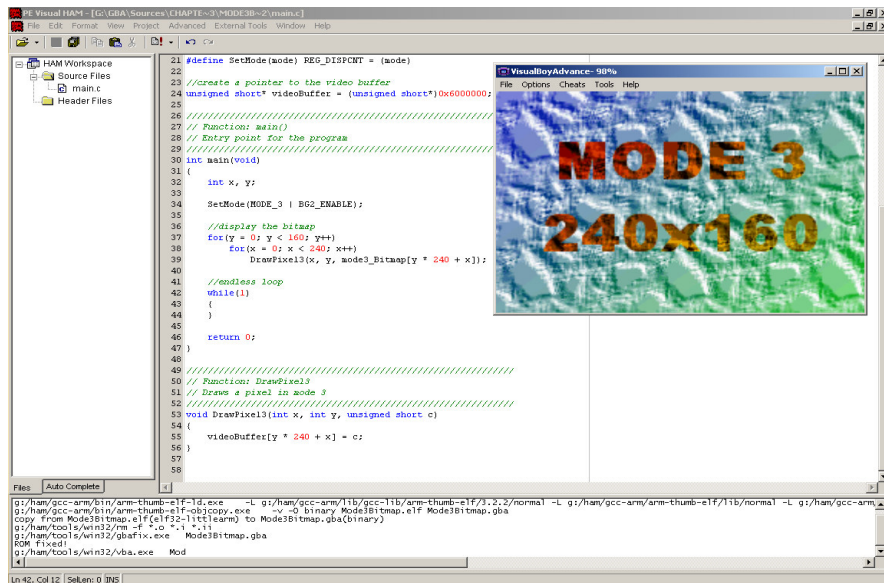 PE Visual HAM - [G:\GBA\Sources\CHAPTE~3\MODE3B~2\main.c]
File Edit Format View Project Advanced External Tools Window Help
HAM Workspace
Source Files
main.c
Header Files
Files Auto Complete
21 #define SetMode(mode) REG_DISPCNT = (mode)
22
23 //create a pointer to the video buffer
24 unsigned short* videoBuffer = (unsigned short*)0x6000000;
25
26 //////////////////////////////////////////////////////////
27 // Function: main()
28 // Entry point for the program
29 //////////////////////////////////////////////////////////
30 int main(void)
31 {
32 int x, y;
33
34 SetMode(MODE_3 | BG2_ENABLE);
35
36 //display the bitmap
37 for(y = 0; y < 160; y++)
38 for(x = 0; x < 240; x++)
39 DrawPixel3(x, y, mode3_Bitmap[y * 240 + x]);
40
41 //endless loop
42 while(1)
43 {
44 }
45
46 return 0;
47 }
48
49 //////////////////////////////////////////////////////////////
50 // Function: DrawPixel3
51 // Draws a pixel in mode 3
52 //////////////////////////////////////////////////////////////
53 void DrawPixel3(int x, int y, unsigned short c)
54 {
55 videoBuffer[y * 240 + x] = c;
56 }
57
58
VisualBoyAdvance- 98%
File Options Cheats Tools Help
MODE 3
240x160
g:/ham/gcc-arm/bin/arm-thumb-elf-ld.exe -L g:/ham/gcc-arm/lib/gcc-lib/arm-thumb-elf/3.2.2/normal -L g:/ham/gcc-arm/arm-thumb-elf/lib/normal -L g:/ham/gcc-arm/
g:/ham/gcc-arm/bin/arm-thumb-elf-objcopy.exe -v -O binary Mode3Bitmap.elf Mode3Bitmap.gba
copy from Mode3Bitmap.elf(elf32-littlearm) to Mode3Bitmap.gba(binary)
g:/ham/tools/win32/rm -f *.o *.i *.ii
g:/ham/tools/win32/gbafix.exe Mode3Bitmap.gba
ROM fixed!
g:/ham/tools/win32/vba.exe Mod
Ln 42, Col 12 SelLen: 0 INS